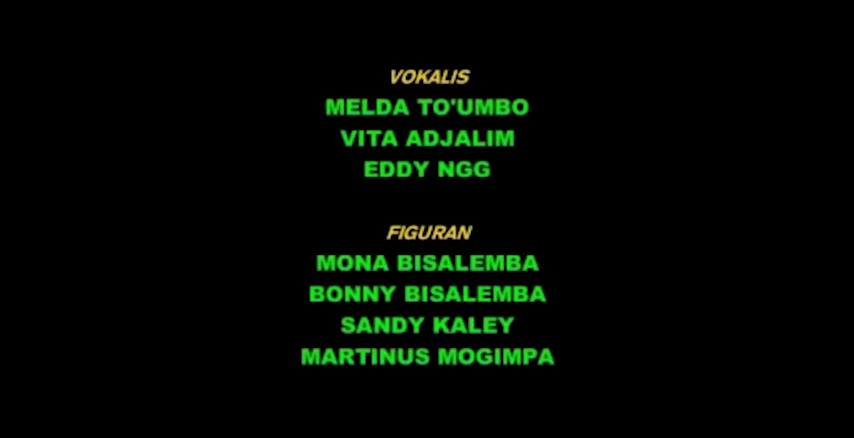 VOKALIS
MELDA TO'UMBO
VITA ADJALIM
EDDY NGG
FIGURAN
MONA BISALEMBA
BONNY BISALEMBA
SANDY KALEY
MARTINUS MOGIMPA